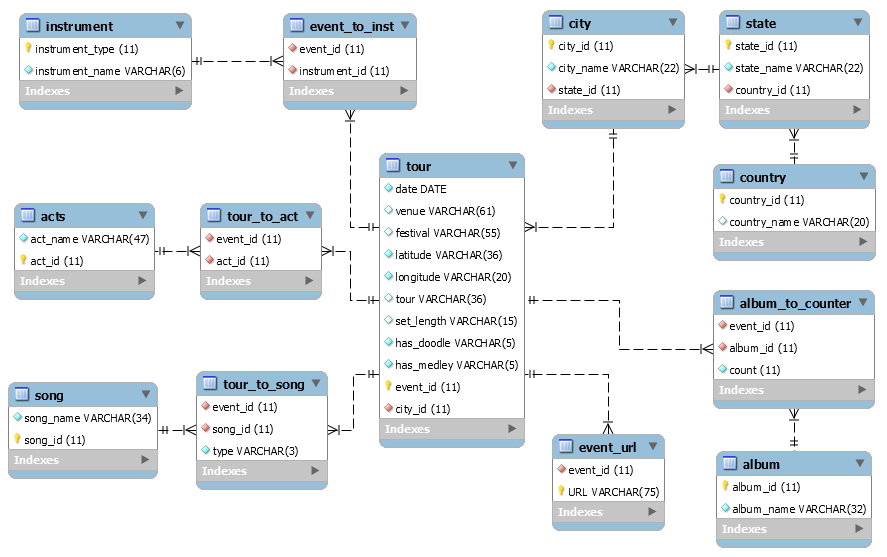 instrument
instrument_type (11)
instrument_name VARCHAR(6)
Indexes
event_to_inst
event_id (11)
instrument_id (11)
Indexes
city
city_id (11)
city_name VARCHAR(22)
state_id (11)
Indexes
state
state_id (11)
state_name VARCHAR(22)
country_id (11)
Indexes
country
country_id (11)
country_name VARCHAR(20)
Indexes
tour
date DATE
venue VARCHAR(61)
festival VARCHAR(55)
latitude VARCHAR(36)
longitude VARCHAR(20)
tour VARCHAR(36)
set_length VARCHAR(15)
has_doodle VARCHAR(5)
has_medley VARCHAR(5)
event_id (11)
city_id (11)
Indexes
acts
act_name VARCHAR(47)
act_id (11)
Indexes
tour_to_act
event_id (11)
act_id (11)
Indexes
album_to_counter
event_id (11)
album_id (11)
count (11)
Indexes
song
song_name VARCHAR(34)
song_id (11)
Indexes
tour_to_song
event_id (11)
song_id (11)
type VARCHAR(3)
Indexes
event_url
event_id (11)
URL VARCHAR(75)
Indexes
album
album_id (11)
album_name VARCHAR(32)
Indexes